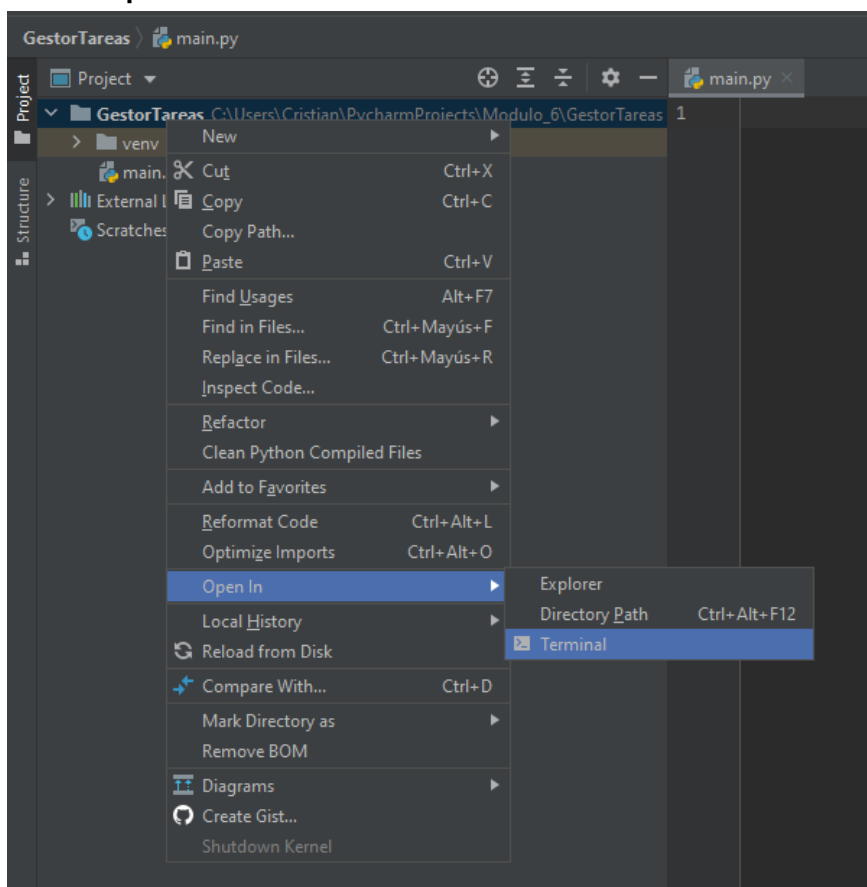 GestorTareas main.py
Project
Structure
Project
main.py
GestorTareas C:\Users\Cristian\PycharmProjects\Modulo_6\GestorTareas
1
venv
main.
External L
Scratches
New
Cut Ctrl+X
Copy Ctrl+C
Copy Path...
Paste Ctrl+V
Find Usages Alt+F7
Find in Files... Ctrl+Mayús+F
Replace in Files... Ctrl+Mayús+R
Inspect Code...
Refactor
Clean Python Compiled Files
Add to Favorites
Reformat Code Ctrl+Alt+L
Optimize Imports Ctrl+Alt+O
Open In
Explorer
Directory Path Ctrl+Alt+F12
Terminal
Local History
Reload from Disk
Compare With... Ctrl+D
Mark Directory as
Remove BOM
Diagrams
Create Gist...
Shutdown Kernel